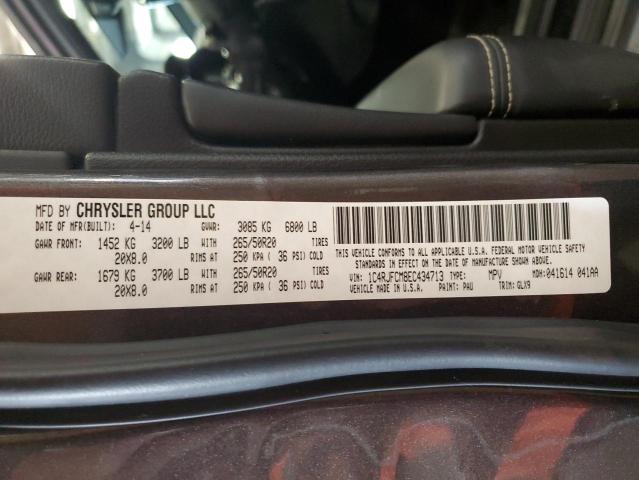 MFD BY CHRYSLER GROUP LLC
DATE OF MFR(BUILT): 4-14 GVWR: 3085 KG 6800 LB
GAWR FRONT: 1452 KG 3200 LB WITH 265/50R20 TIRES
20X8.0 RIMS AT 250 KPA ( 36 PSI) COLD
GAWR REAR: 1679 KG 3700 LB WITH 265/50R20 TIRES
20X8.0 RIMS AT 250 KPA ( 36 PSI) COLD
THIS VEHICLE CONFORMS TO ALL APPLICABLE U.S.A. FEDERAL MOTOR VEHICLE SAFETY
STANDARDS IN EFFECT ON THE DATE OF MANUFACTURE SHOWN ABOVE.
VIN: 1C4RJFCM8EC434713 TYPE: MPV MDH: 041614 041AA
VEHICLE MADE IN U.S.A. PAINT: PAU TRIM: GLX9